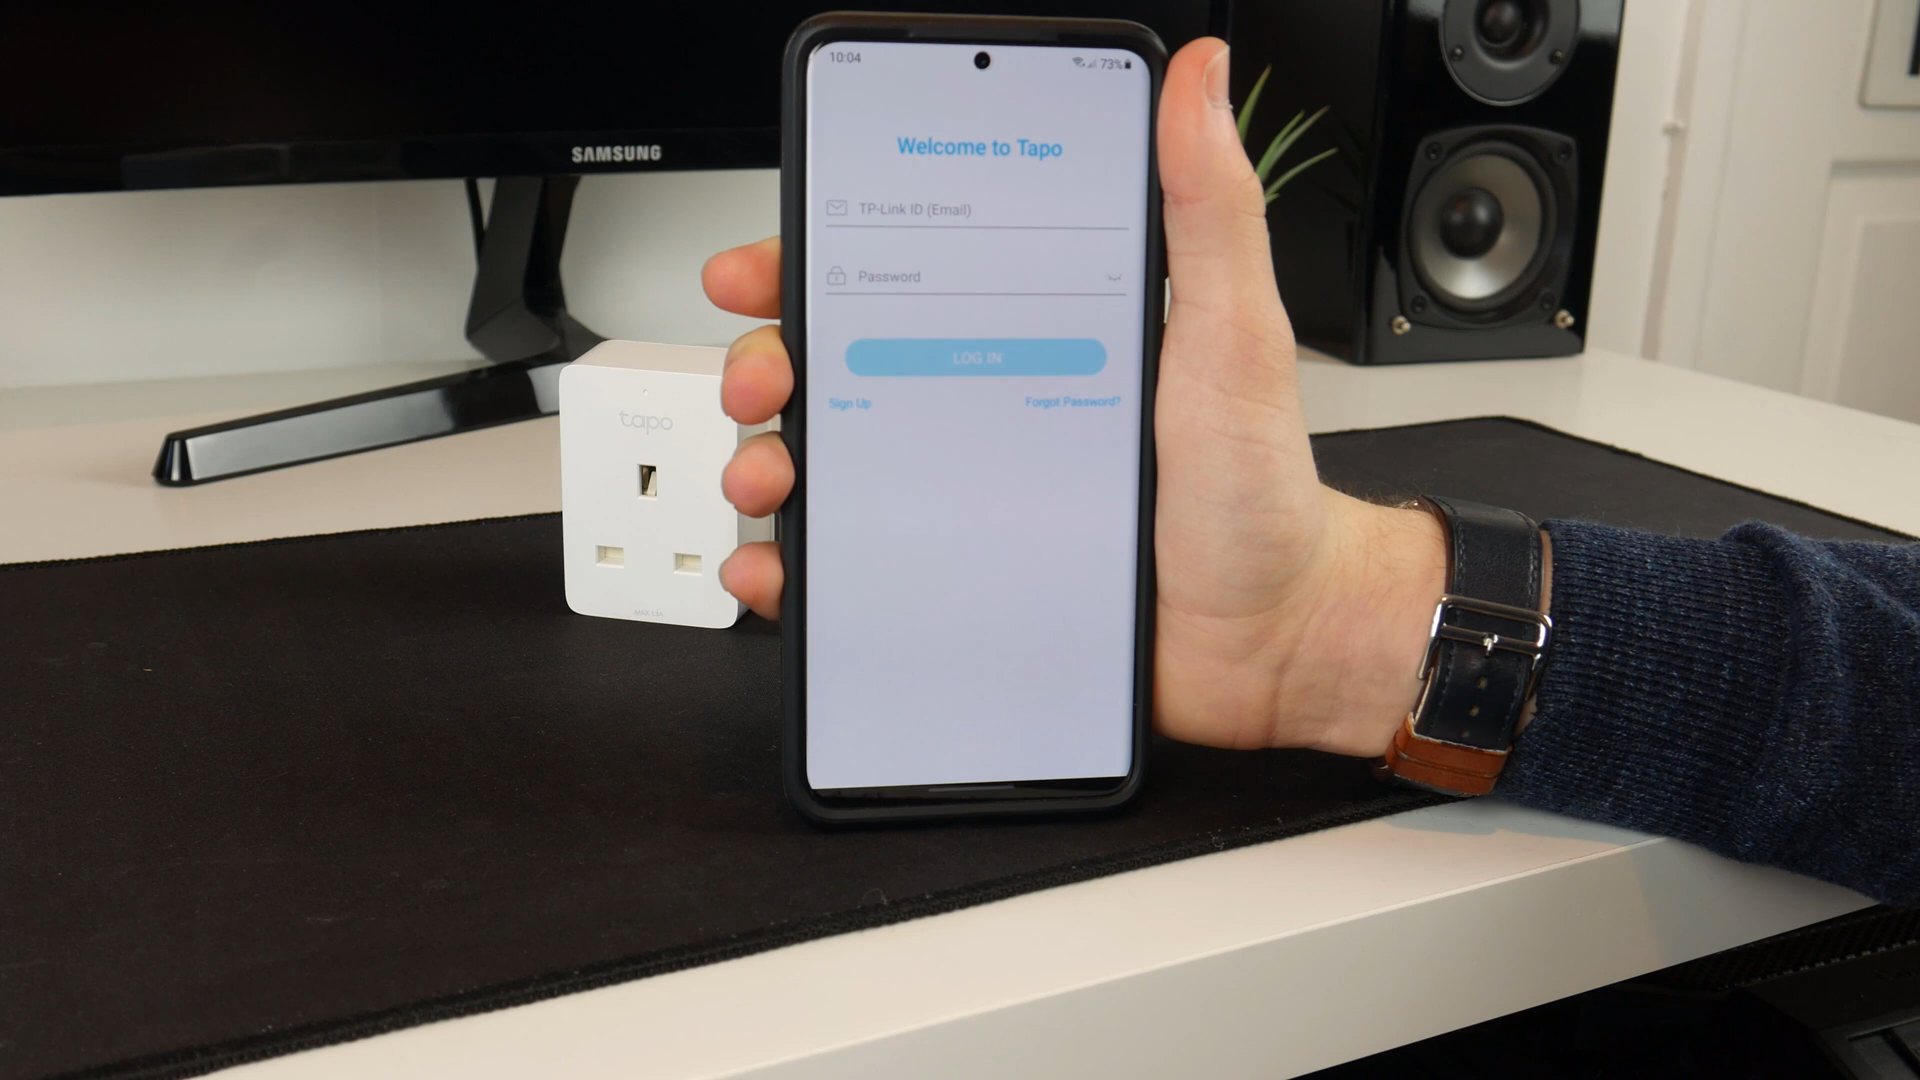 SAMSUNG
10:04
73%
Welcome to Tapo
TP-Link ID (Email)
Password
LOG IN
Sign Up
Forgot Password?
tapo